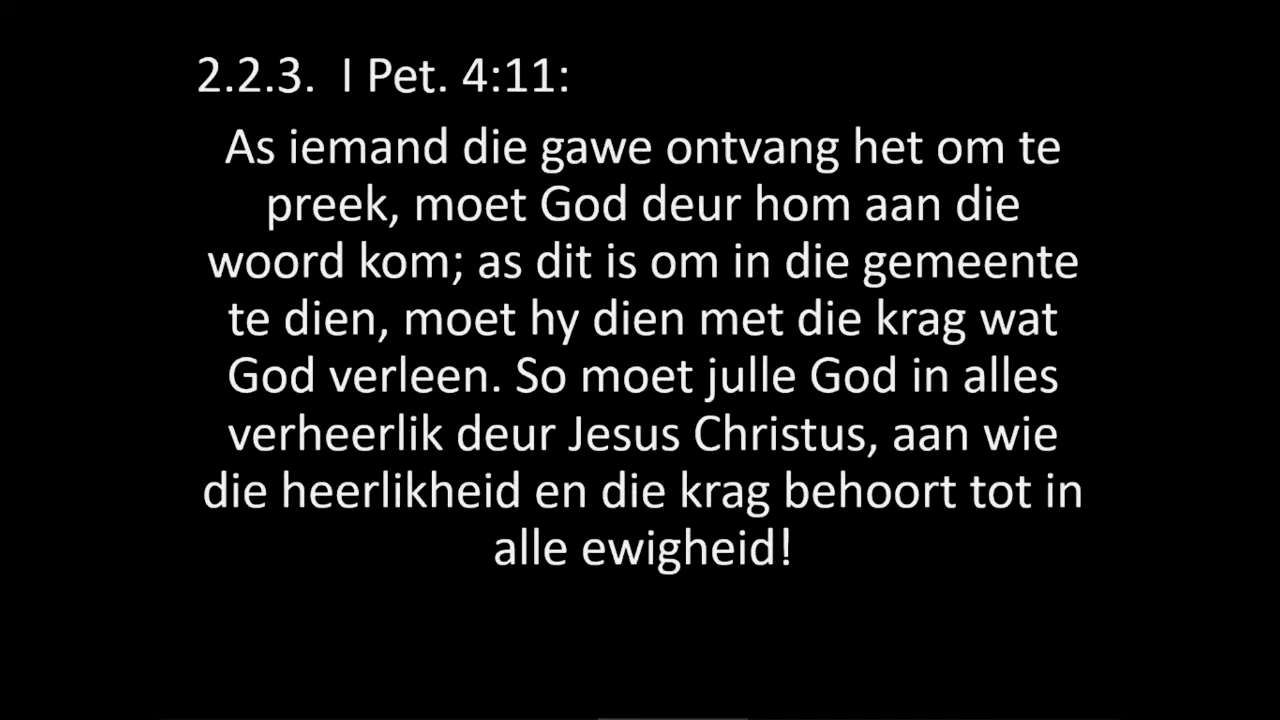 2.2.3.  I Pet. 4:11:
As iemand die gawe ontvang het om te
preek, moet God deur hom aan die
woord kom; as dit is om in die gemeente
te dien, moet hy dien met die krag wat
God verleen. So moet julle God in alles
verheerlik deur Jesus Christus, aan wie
die heerlikheid en die krag behoort tot in
alle ewigheid!